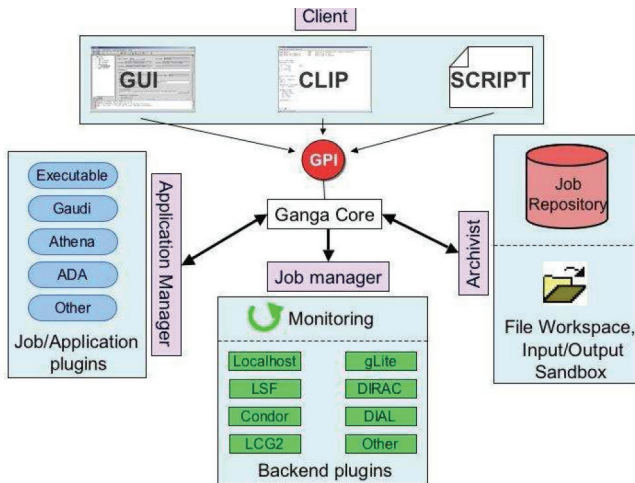 Client
GUI
CLIP
SCRIPT
GPI
Ganga Core
Application Manager
Executable
Gaudi
Athena
ADA
Other
Job/Application
plugins
Job manager
Monitoring
Localhost
gLite
LSF
DIRAC
Condor
DIAL
LCG2
Other
Backend plugins
Archivist
Job
Repository
File Workspace,
Input/Output
Sandbox